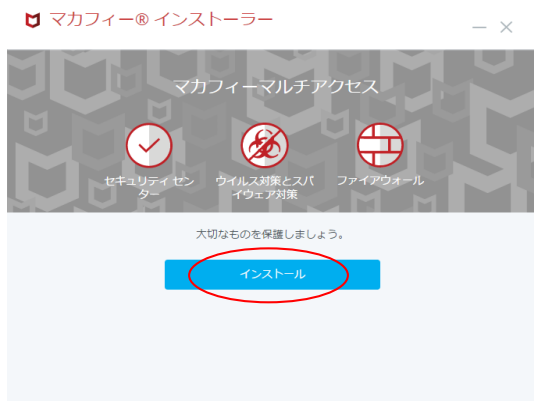 マカフィー® インストーラー
マカフィーマルチアクセス
セキュリティ セン
ター
ウイルス対策とスパ
イウェア対策
ファイアウォール
大切なものを保護しましょう。
インストール